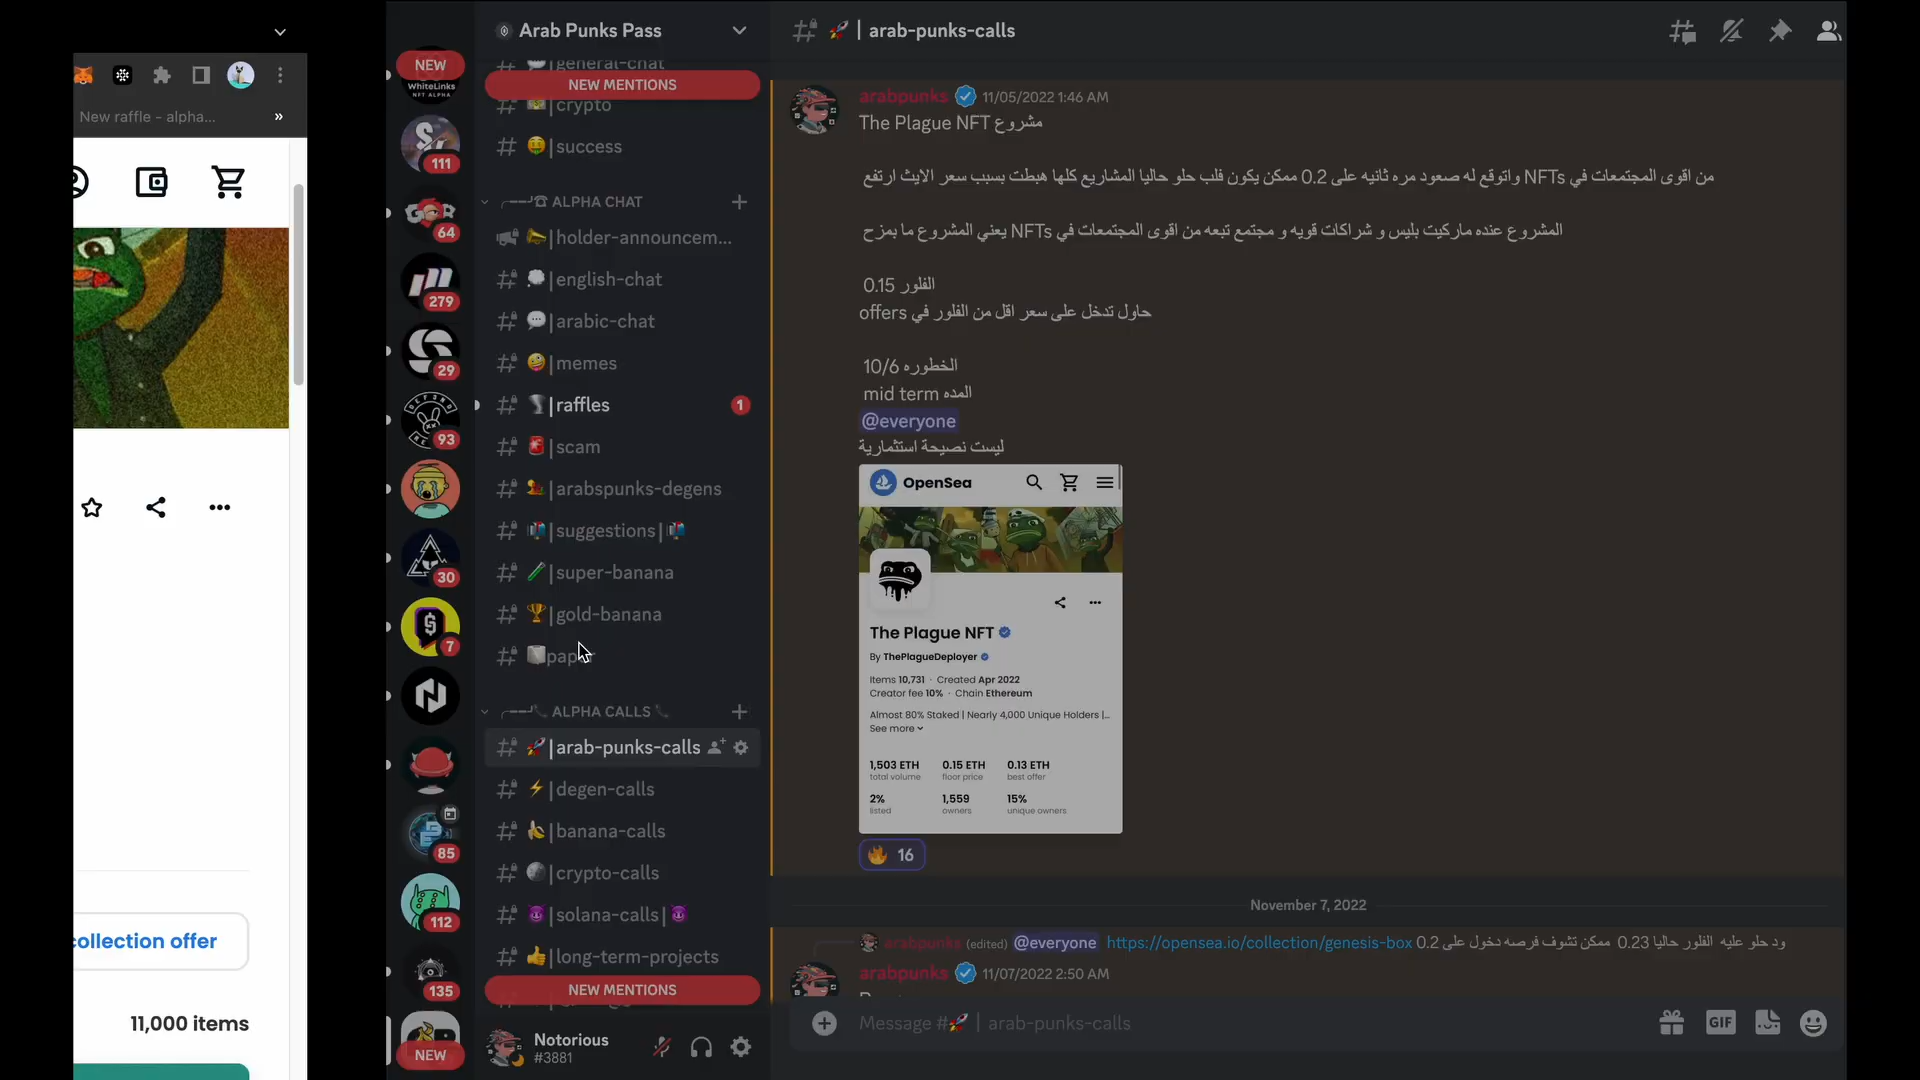 New raffle - alpha...
»
collection offer
11,000 items
NEW
WhiteLinks
NFT ALPHA
111
64
279
29
DEFOND
93
30
7
85
112
135
NEW
Arab Punks Pass
general-chat
NEW MENTIONS
crypto
success
ALPHA CHAT
holder-announcem...
english-chat
arabic-chat
memes
raffles
1
scam
arabspunks-degens
suggestions
super-banana
gold-banana
ALPHA CALLS
arab-punks-calls
degen-calls
banana-calls
crypto-calls
solana-calls
long-term-projects
NEW MENTIONS
Notorious
#3881
arab-punks-calls
arabpunks 11/05/2022 1:46 AM
مشروع The Plague NFT
من اقوى المجتمعات في NFTs واتوقع له صعود مره ثانيه على 0.2 ممكن يكون فلب حلو حاليا المشاريع كلها هبطت بسبب سعر الايث ارتفع
المشروع عنده ماركيت بليس و شراكات قويه و مجتمع تبعه من اقوى المجتمعات في NFTs يعني المشروع ما بمزح
الفلور 0.15
حاول تدخل على سعر اقل من الفلور في offers
الخطوره 10/6
المده mid term
@everyone
ليست نصيحة استثمارية
OpenSea
The Plague NFT
By ThePlagueDeployer
Items 10,731 · Created Apr 2022
Creator fee 10% · Chain Ethereum
Almost 80% Staked | Nearly 4,000 Unique Holders |...
See more
1,503 ETH 0.15 ETH 0.13 ETH
total volume floor price best offer
2% 1,559 15%
listed owners unique owners
16
November 7, 2022
arabpunks (edited) @everyone https://opensea.io/collection/genesis-box ود حلو عليه الفلور حاليا 0.23 ممكن تشوف فرصه دخول على 0.2
arabpunks 11/07/2022 2:50 AM
Message # | arab-punks-calls
GIF